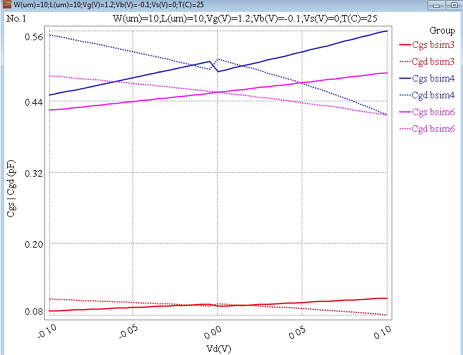 W(um)=10;L(um)=10;Vg(V)=1.2;Vb(V)=-0.1;Vs(V)=0;T(C)=25
No.1
W(um)=10,L(um)=10,Vg(V)=1.2,Vb(V)=-0.1,Vs(V)=0,T(C)=25
Group
Cgs bsim3
Cgd bsim3
Cgs bsim4
Cgd bsim4
Cgs bsim6
Cgd bsim6
Cgs | Cgd (pF)
0.56
0.44
0.32
0.20
0.08
-0.10
-0.05
0.00
0.05
0.10
Vd(V)